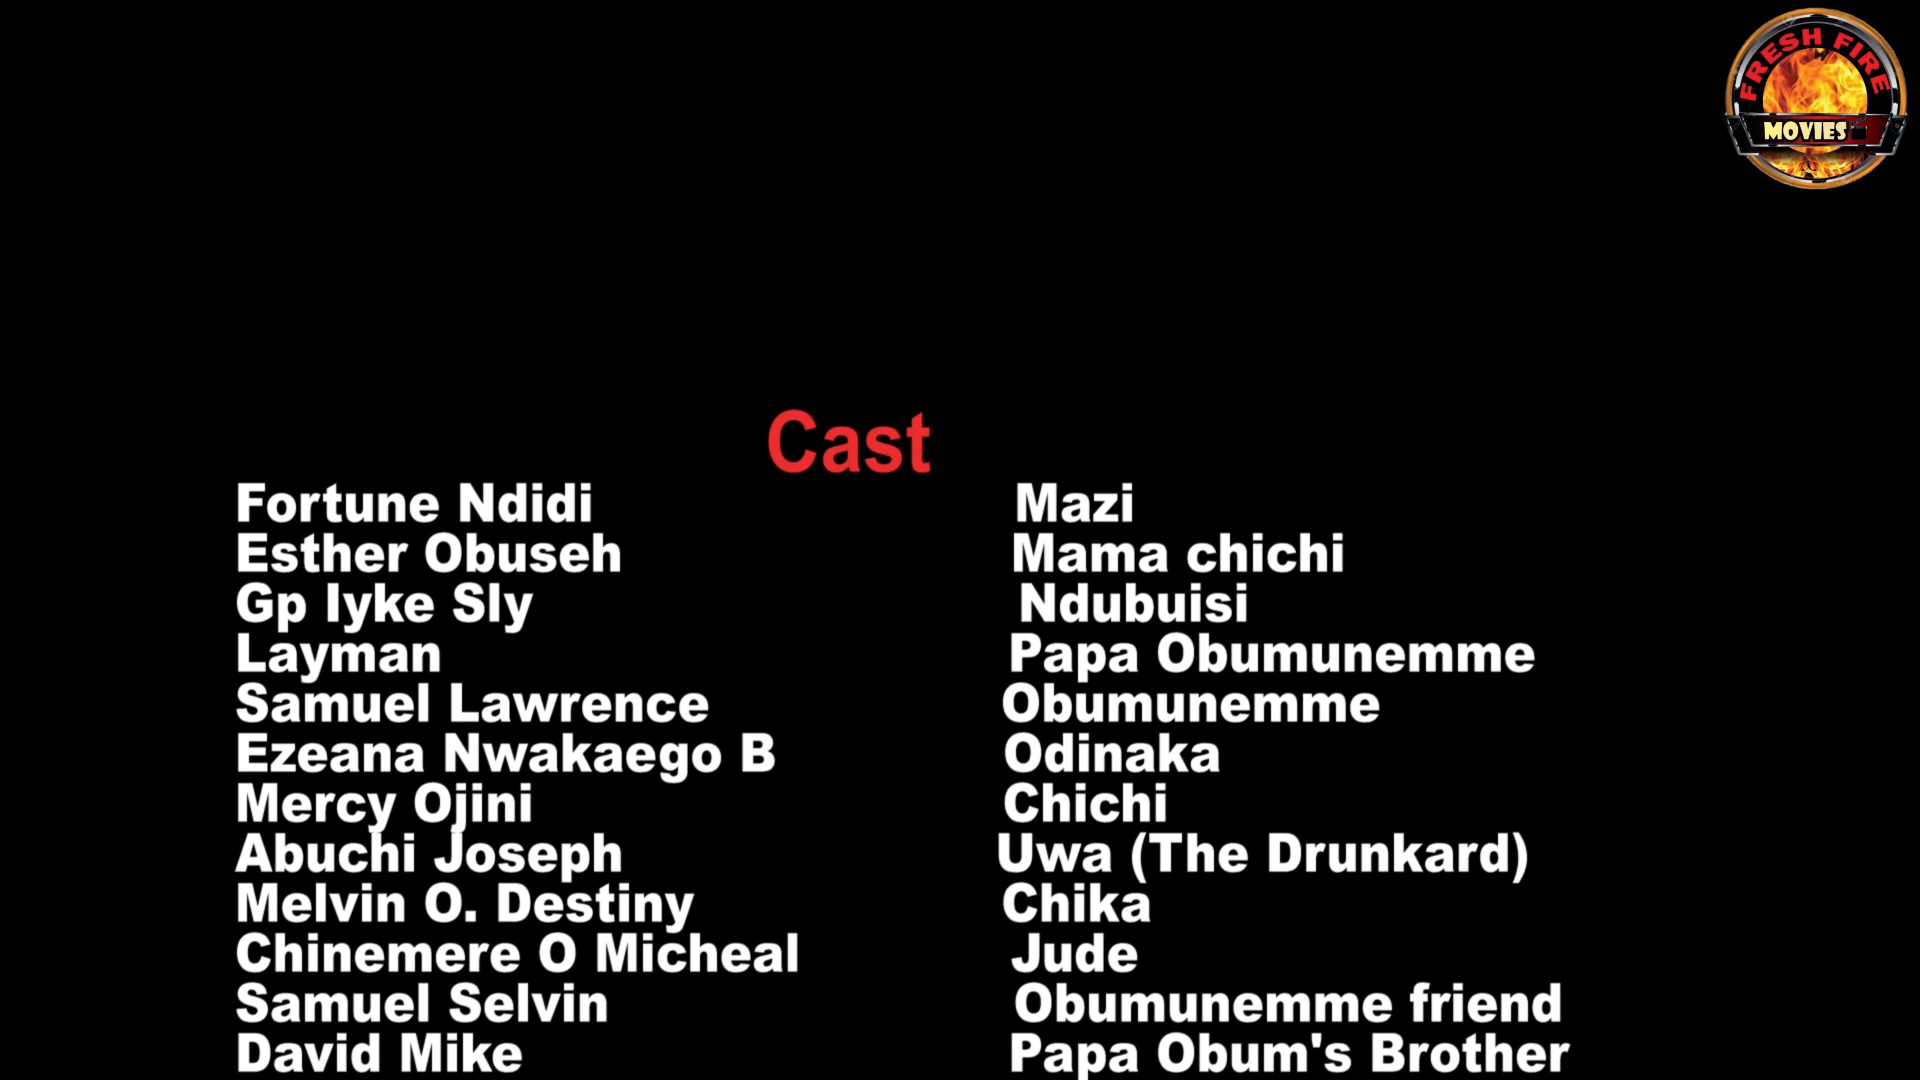 FRESH FIRE
MOVIES
Cast
Fortune Ndidi Mazi
Esther Obuseh Mama chichi
Gp Iyke Sly Ndubuisi
Layman Papa Obumunemme
Samuel Lawrence Obumunemme
Ezeana Nwakaego B Odinaka
Mercy Ojini Chichi
Abuchi Joseph Uwa (The Drunkard)
Melvin O. Destiny Chika
Chinemere O Micheal Jude
Samuel Selvin Obumunemme friend
David Mike Papa Obum's Brother